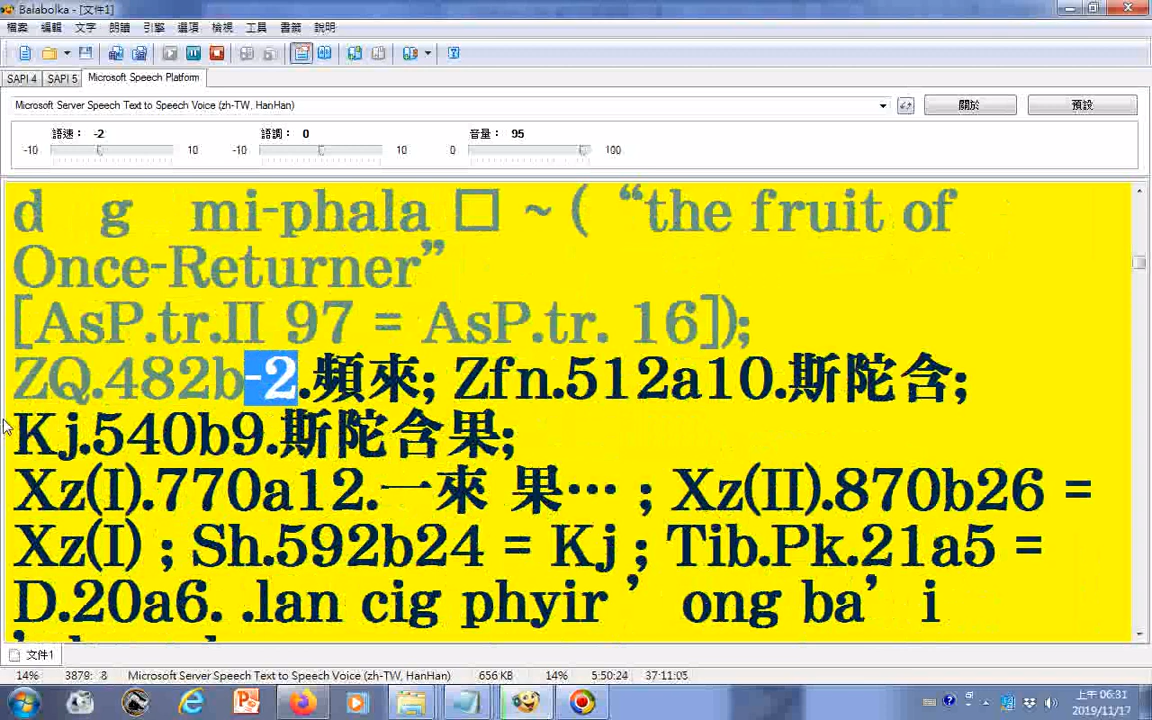 Balabolka - [文件1]
檔案 編輯 文字 朗讀 引擎 選項 檢視 工具 書籤 說明
SAPI 4 SAPI 5 Microsoft Speech Platform
Microsoft Server Speech Text to Speech Voice (zh-TW, HanHan) 關於 預設
語速： -2 語調： 0 音量： 95
-10 10 -10 10 0 100
d g mi-phala □ ~ ( “the fruit of
Once-Returner”
[AsP.tr.II 97 = AsP.tr. 16]);
ZQ.482b-2.頻來; Zfn.512a10.斯陀含;
Kj.540b9.斯陀含果;
Xz(I).770a12.一來 果… ; Xz(II).870b26 =
Xz(I) ; Sh.592b24 = Kj ; Tib.Pk.21a5 =
D.20a6. .lan cig phyir ’ ong ba’ i
文件1
14% 3879: 8 Microsoft Server Speech Text to Speech Voice (zh-TW, HanHan) 656 KB 14% 5:50:24 37:11:05
上午 06:31
2019/11/17